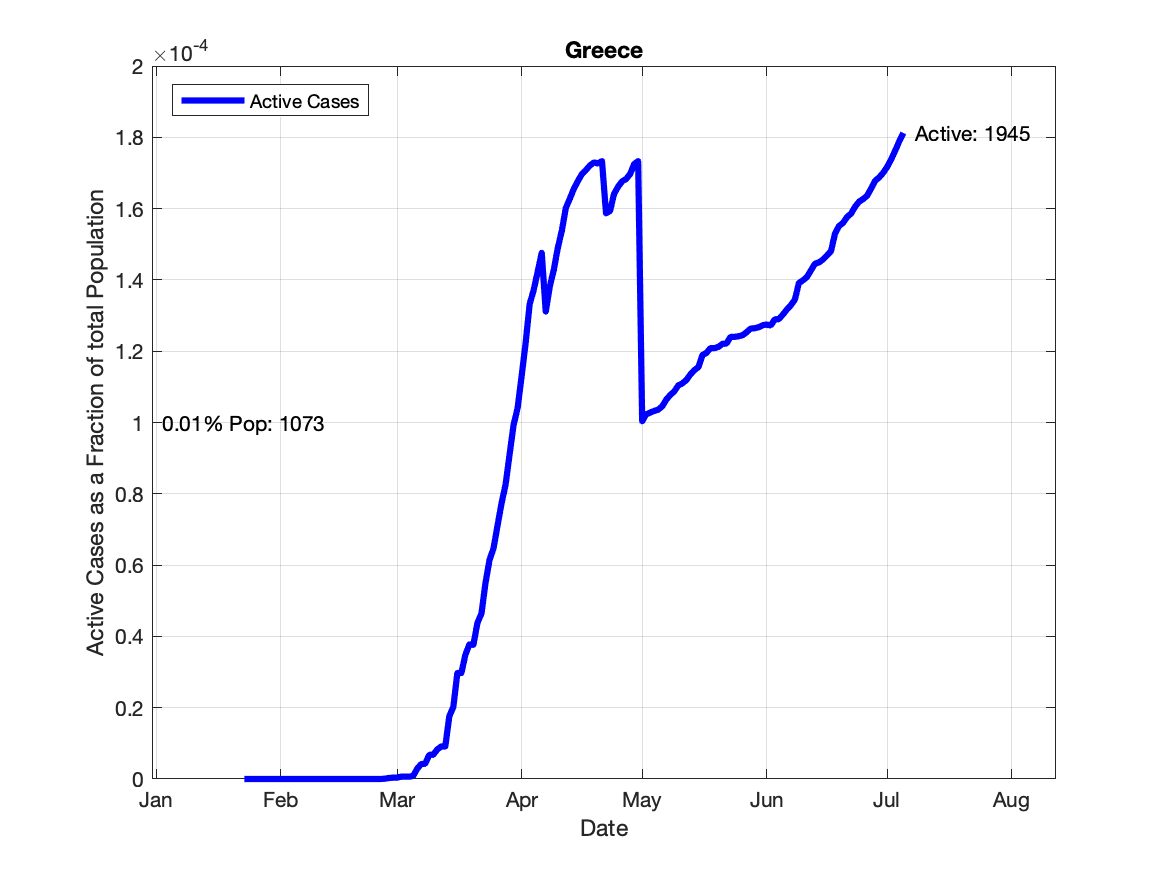 Greece
×10⁻⁴
2
1.8
1.6
1.4
1.2
1
0.8
0.6
0.4
0.2
0
Active Cases as a Fraction of total Population
Active Cases
Active: 1945
0.01% Pop: 1073
Jan Feb Mar Apr May Jun Jul Aug
Date